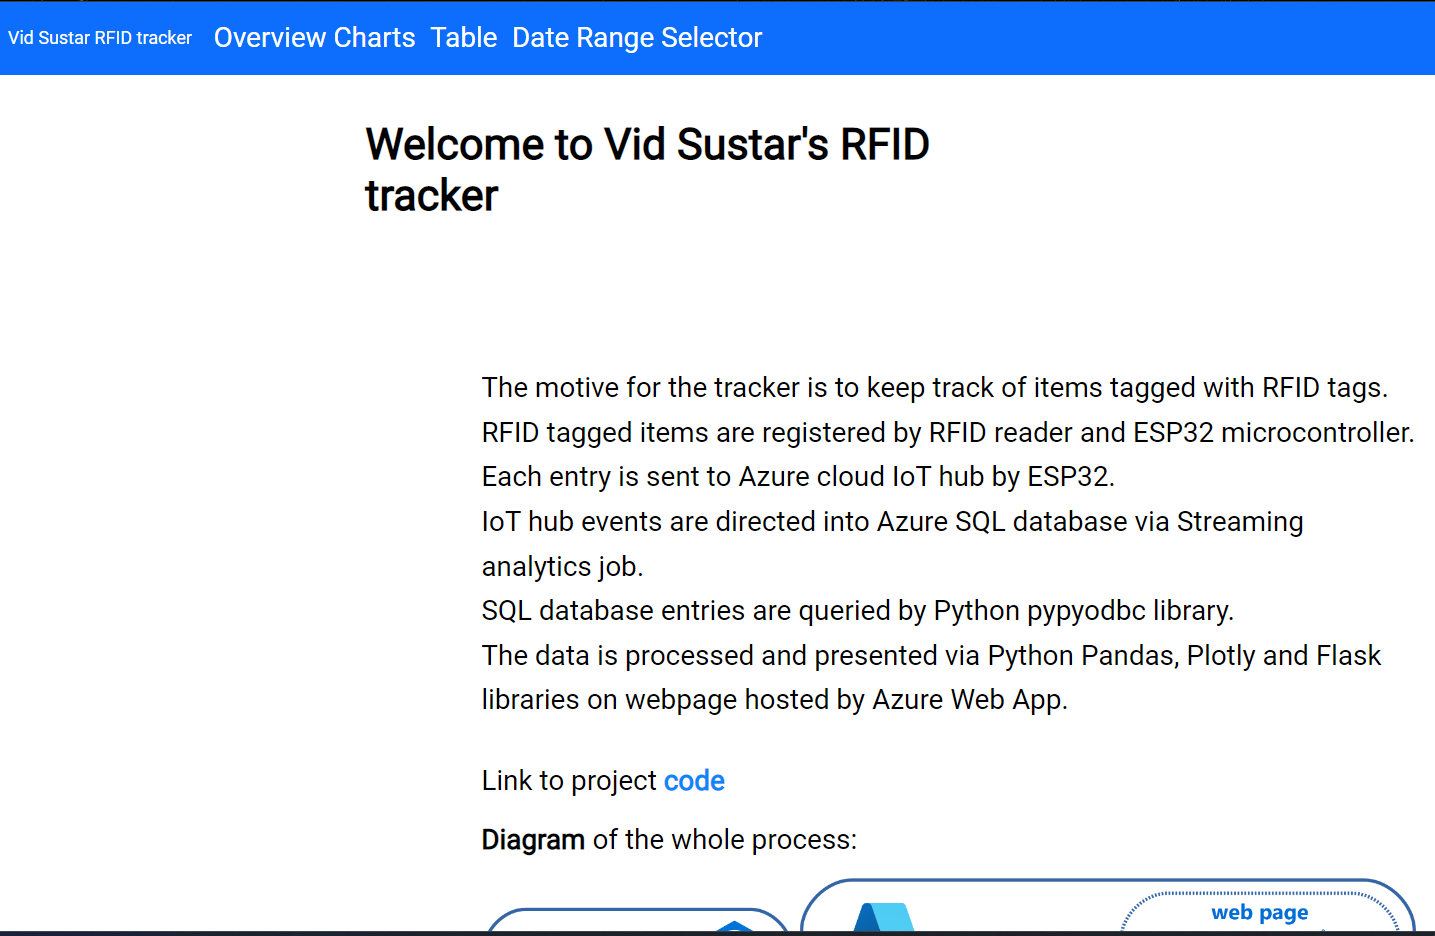 Vid Sustar RFID tracker Overview Charts Table Date Range Selector
Welcome to Vid Sustar's RFID
tracker
The motive for the tracker is to keep track of items tagged with RFID tags.
RFID tagged items are registered by RFID reader and ESP32 microcontroller.
Each entry is sent to Azure cloud IoT hub by ESP32.
IoT hub events are directed into Azure SQL database via Streaming
analytics job.
SQL database entries are queried by Python pypyodbc library.
The data is processed and presented via Python Pandas, Plotly and Flask
libraries on webpage hosted by Azure Web App.
Link to project code
Diagram of the whole process:
web page